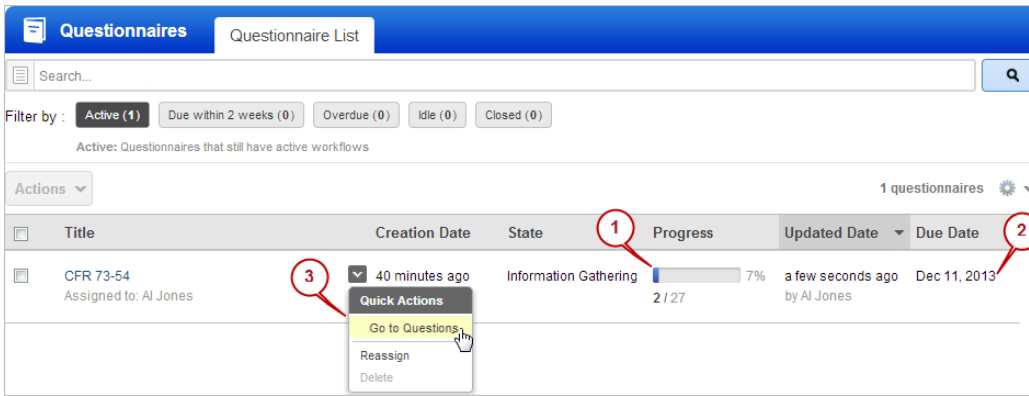 Questionnaires Questionnaire List
Search...
Filter by : Active (1) Due within 2 weeks (0) Overdue (0) Idle (0) Closed (0)
Active: Questionnaires that still have active workflows
Actions 1 questionnaires
Title Creation Date State 1 Progress Updated Date Due Date 2
CFR 73-54 3 40 minutes ago Information Gathering 7% a few seconds ago Dec 11, 2013
Assigned to: Al Jones Quick Actions 2 / 27 by Al Jones
Go to Questions
Reassign
Delete